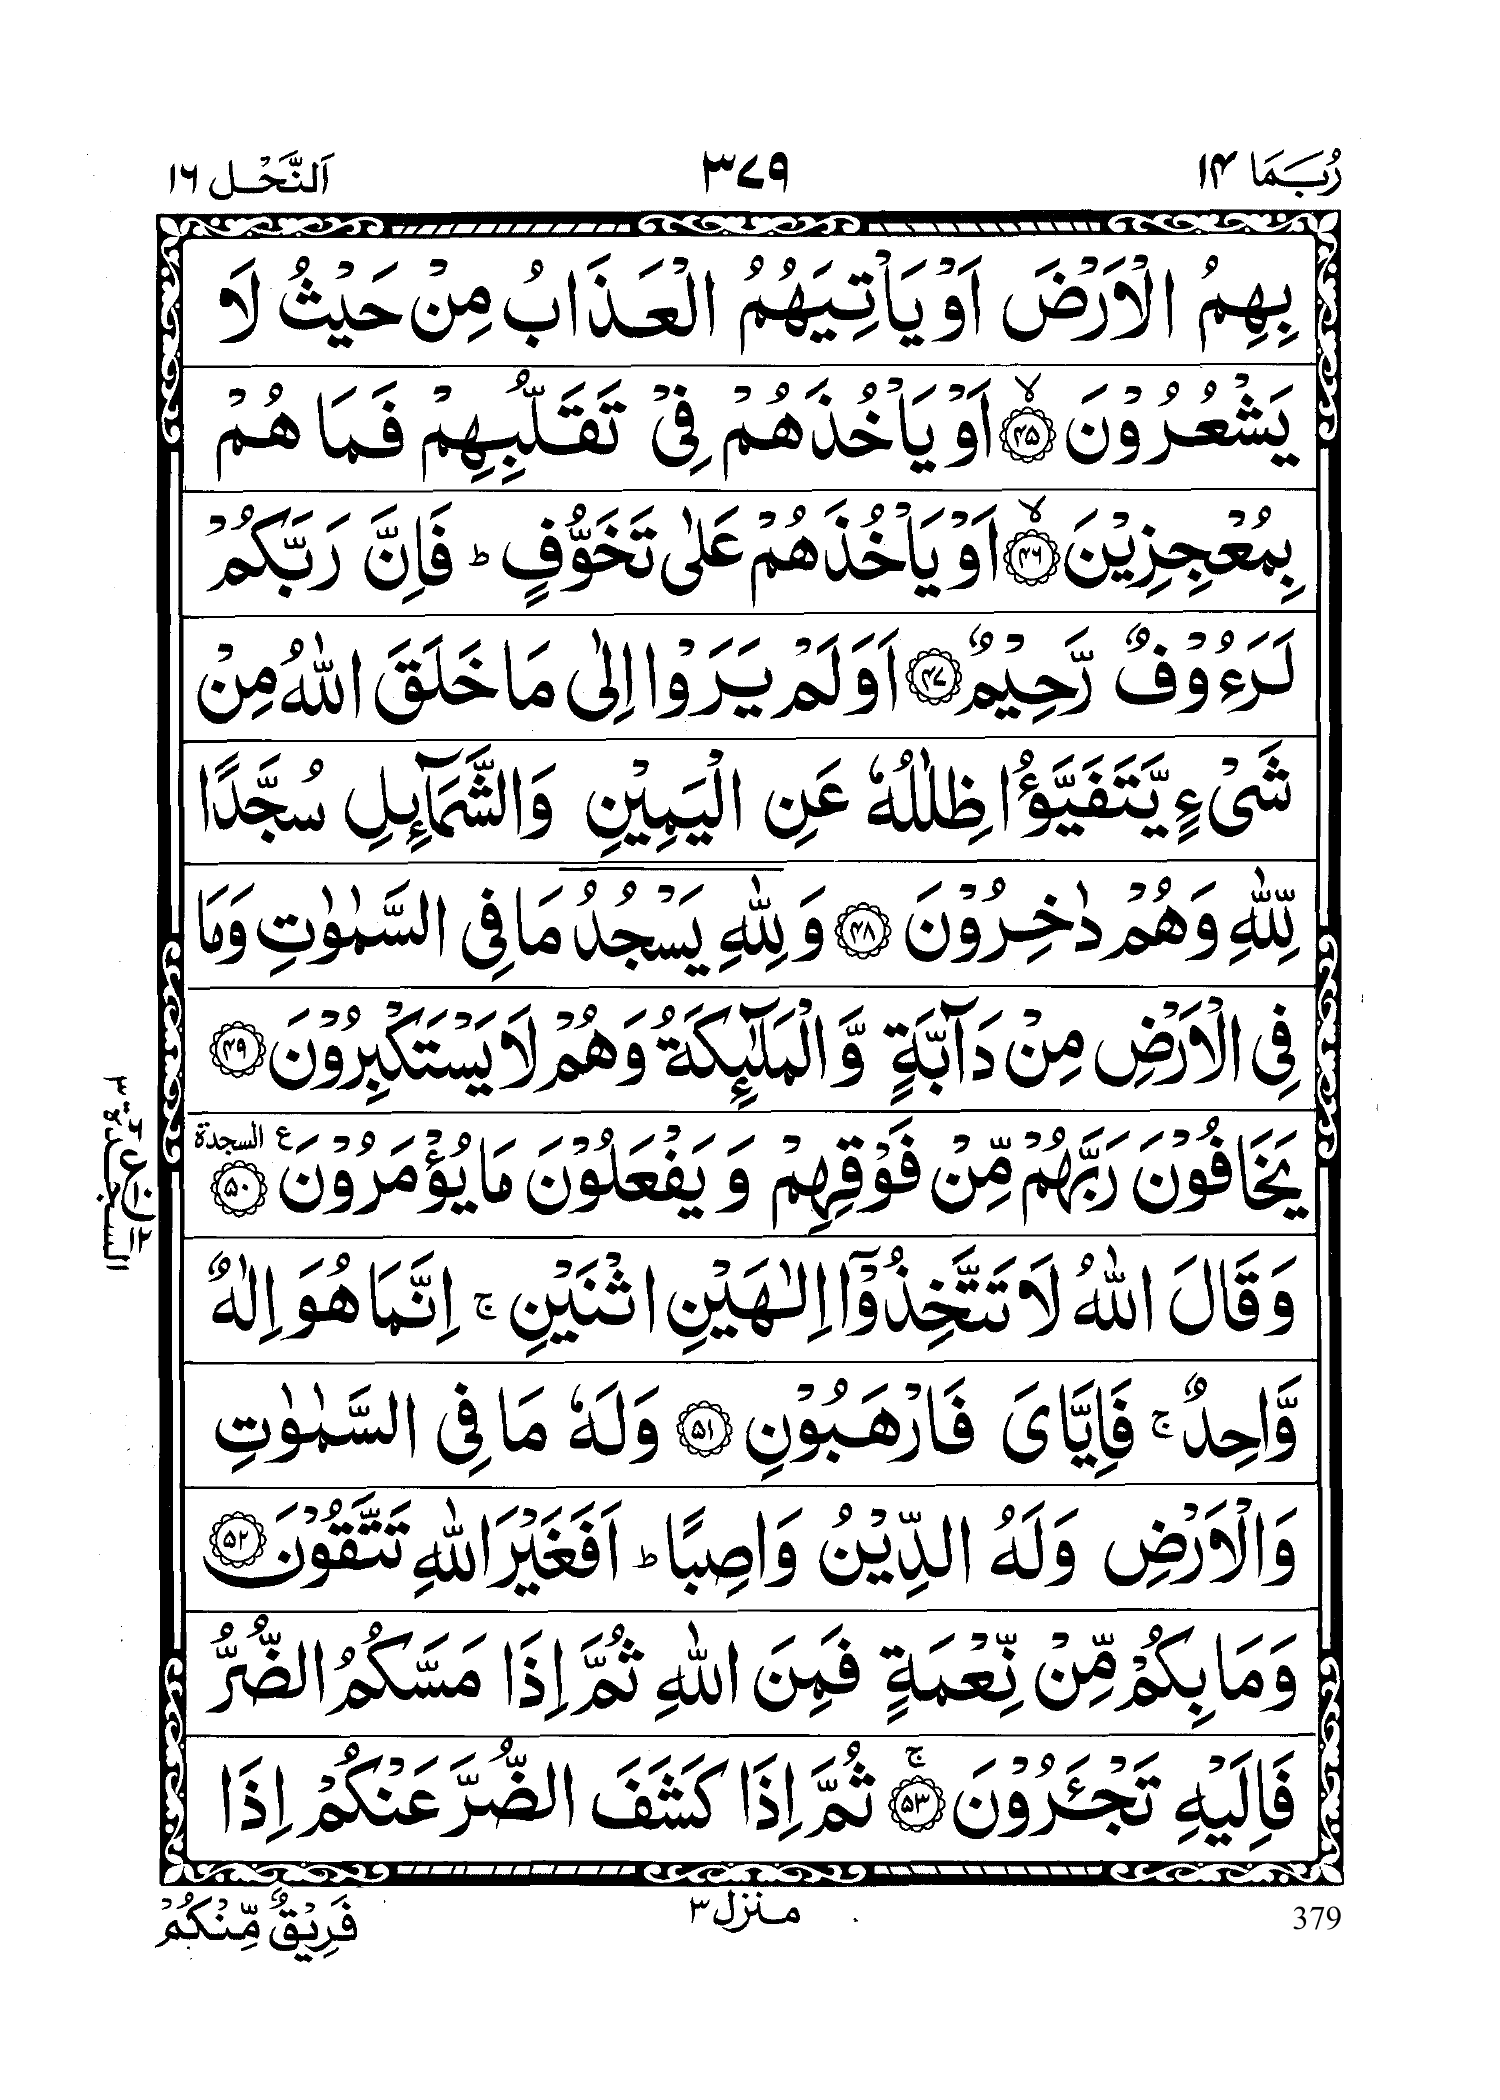 رُبَمَا ۱۴
۳۷۹
اَلنَّحْل ۱۶
بِهِمُ الْاَرْضَ اَوْ يَاْتِيَهُمُ الْعَذَابُ مِنْ حَيْثُ لَا
يَشْعُرُوْنَ ﴿۴۵﴾ۙ اَوْ يَاْخُذَهُمْ فِيْ تَقَلُّبِهِمْ فَمَا هُمْ
بِمُعْجِزِيْنَ ﴿۴۶﴾ۙ اَوْ يَاْخُذَهُمْ عَلٰى تَخَوُّفٍ ؕ فَاِنَّ رَبَّكُمْ
لَرَءُوْفٌ رَّحِيْمٌ ﴿۴۷﴾ اَوَلَمْ يَرَوْا اِلٰى مَا خَلَقَ اللّٰهُ مِنْ
شَيْءٍ يَّتَفَيَّؤُا ظِلٰلُهٗ عَنِ الْيَمِيْنِ وَالشَّمَآئِلِ سُجَّدًا
لِّلّٰهِ وَهُمْ دٰخِرُوْنَ ﴿۴۸﴾ وَلِلّٰهِ يَسْجُدُ مَا فِي السَّمٰوٰتِ وَمَا
فِي الْاَرْضِ مِنْ دَآبَّةٍ وَّالْمَلٰٓئِكَةُ وَهُمْ لَا يَسْتَكْبِرُوْنَ ﴿۴۹﴾
يَخَافُوْنَ رَبَّهُمْ مِّنْ فَوْقِهِمْ وَيَفْعَلُوْنَ مَا يُؤْمَرُوْنَ ﴿۵۰﴾ ع السجدة
وَقَالَ اللّٰهُ لَا تَتَّخِذُوْٓا اِلٰهَيْنِ اثْنَيْنِ ۚ اِنَّمَا هُوَ اِلٰهٌ
وَّاحِدٌ ۚ فَاِيَّايَ فَارْهَبُوْنِ ﴿۵۱﴾ وَلَهٗ مَا فِي السَّمٰوٰتِ
وَالْاَرْضِ وَلَهُ الدِّيْنُ وَاصِبًا ؕ اَفَغَيْرَ اللّٰهِ تَتَّقُوْنَ ﴿۵۲﴾
وَمَا بِكُمْ مِّنْ نِّعْمَةٍ فَمِنَ اللّٰهِ ثُمَّ اِذَا مَسَّكُمُ الضُّرُّ
فَاِلَيْهِ تَجْئَرُوْنَ ﴿۵۳﴾ۚ ثُمَّ اِذَا كَشَفَ الضُّرَّ عَنْكُمْ اِذَا
379
منزل ۳
فَرِيْقٌ مِّنْكُمْ
السجدة ۳